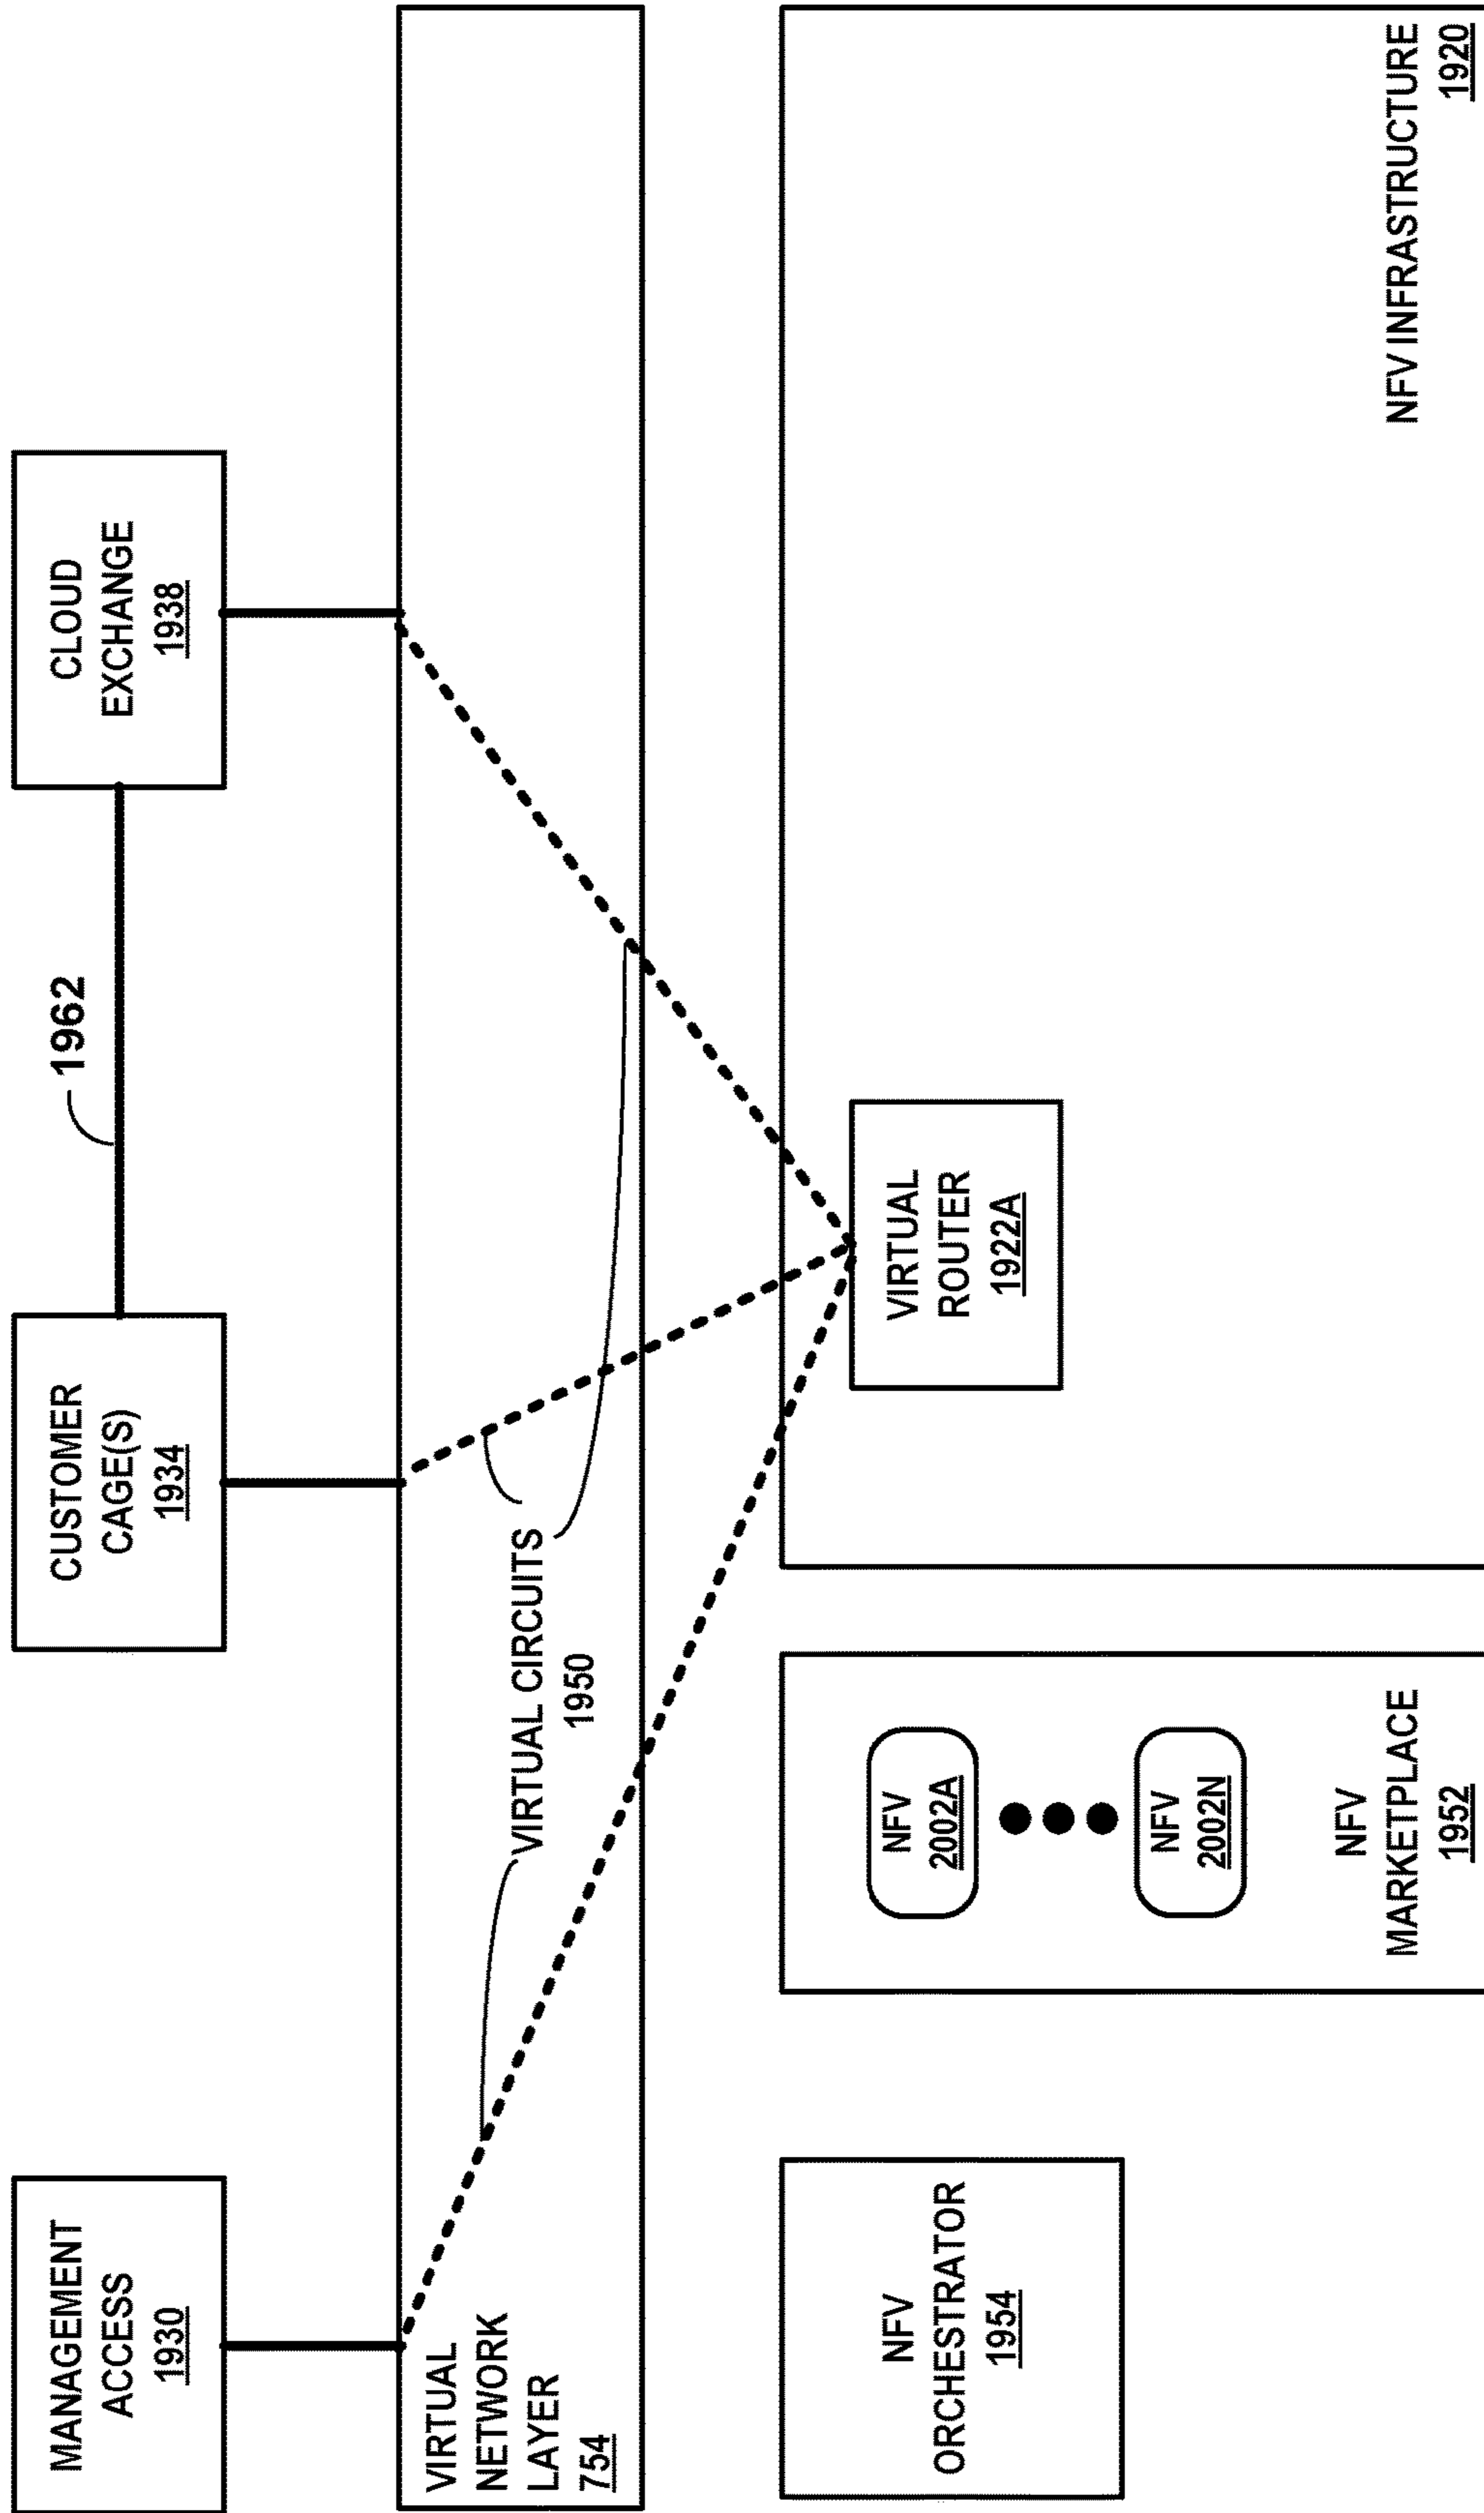 MANAGEMENT
ACCESS
1930
CUSTOMER
CAGE(S)
1934
1962
CLOUD
EXCHANGE
1938
VIRTUAL
NETWORK
LAYER
754
VIRTUAL CIRCUITS
1950
NFV
ORCHESTRATOR
1954
NFV
2002A
NFV
2002N
NFV
MARKETPLACE
1952
VIRTUAL
ROUTER
1922A
NFV INFRASTRUCTURE
1920